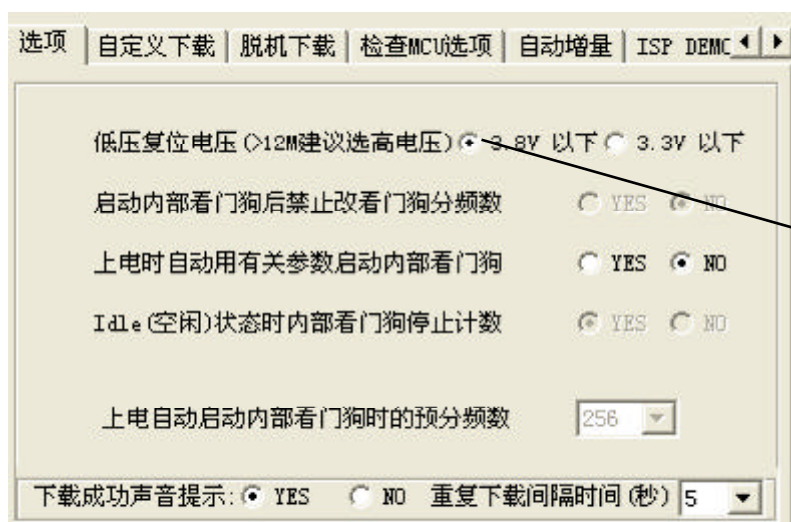 选项 自定义下载 脱机下载 检查MCU选项 自动增量 ISP DEMO
低压复位电压(>12M建议选高电压) 3.8V 以下 3.3V 以下
启动内部看门狗后禁止改看门狗分频数 YES NO
上电时自动用有关参数启动内部看门狗 YES NO
Idle(空闲)状态时内部看门狗停止计数 YES NO
上电自动启动内部看门狗时的预分频数 256
下载成功声音提示: YES NO 重复下载间隔时间(秒) 5